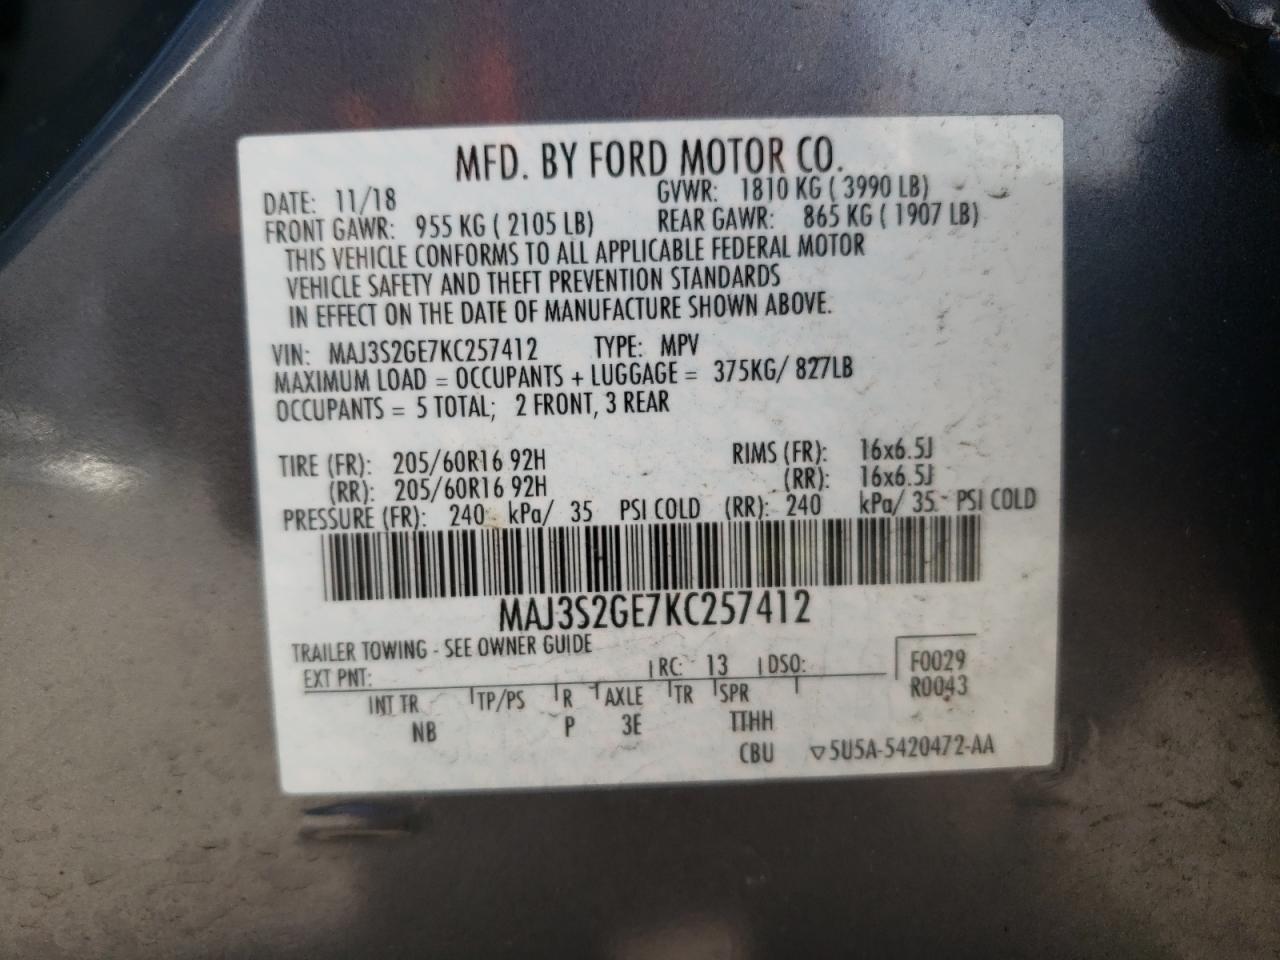 MFD. BY FORD MOTOR CO.
DATE: 11/18 GVWR: 1810 KG ( 3990 LB)
FRONT GAWR: 955 KG ( 2105 LB) REAR GAWR: 865 KG ( 1907 LB)
THIS VEHICLE CONFORMS TO ALL APPLICABLE FEDERAL MOTOR
VEHICLE SAFETY AND THEFT PREVENTION STANDARDS
IN EFFECT ON THE DATE OF MANUFACTURE SHOWN ABOVE.
VIN: MAJ3S2GE7KC257412 TYPE: MPV
MAXIMUM LOAD = OCCUPANTS + LUGGAGE = 375KG/ 827LB
OCCUPANTS = 5 TOTAL; 2 FRONT, 3 REAR
TIRE (FR): 205/60R16 92H RIMS (FR): 16x6.5J
(RR): 205/60R16 92H (RR): 16x6.5J
PRESSURE (FR): 240 kPa/ 35 PSI COLD (RR): 240 kPa/ 35 PSI COLD
MAJ3S2GE7KC257412
TRAILER TOWING - SEE OWNER GUIDE
EXT PNT: RC: 13 DSO: F0029
INT TR TP/PS R AXLE TR SPR R0043
NB P 3E TTHH
CBU ▽5U5A-5420472-AA